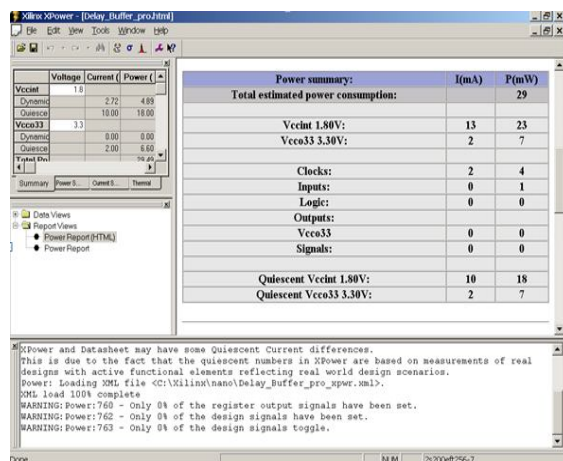 Xilinx XPower - [Delay_Buffer_pro.html]
File Edit View Tools Window Help
Voltage Current ( Power (
Vccint 1.8
Dynamic 2.72 4.89
Quiesce 10.00 18.00
Vcco33 3.3
Dynamic 0.00 0.00
Quiesce 2.00 6.60
Total Po 29.49
Summary Power S... Current S... Thermal
Data Views
Report Views
Power Report (HTML)
Power Report
Power summary: I(mA) P(mW)
Total estimated power consumption: 29
Vccint 1.80V: 13 23
Vcco33 3.30V: 2 7
Clocks: 2 4
Inputs: 0 1
Logic: 0 0
Outputs:
Vcco33 0 0
Signals: 0 0
Quiescent Vccint 1.80V: 10 18
Quiescent Vcco33 3.30V: 2 7
XPower and Datasheet may have some Quiescent Current differences.
This is due to the fact that the quiescent numbers in XPower are based on measurements of real
designs with active functional elements reflecting real world design scenarios.
Power: Loading XML file <C:\Xilinx\nano\Delay_Buffer_pro_xpwr.xml>.
XML load 100% complete
WARNING:Power:760 - Only 0% of the register output signals have been set.
WARNING:Power:762 - Only 0% of the design signals have been set.
WARNING:Power:763 - Only 0% of the design signals toggle.
Done NUM 2s200eft256-7